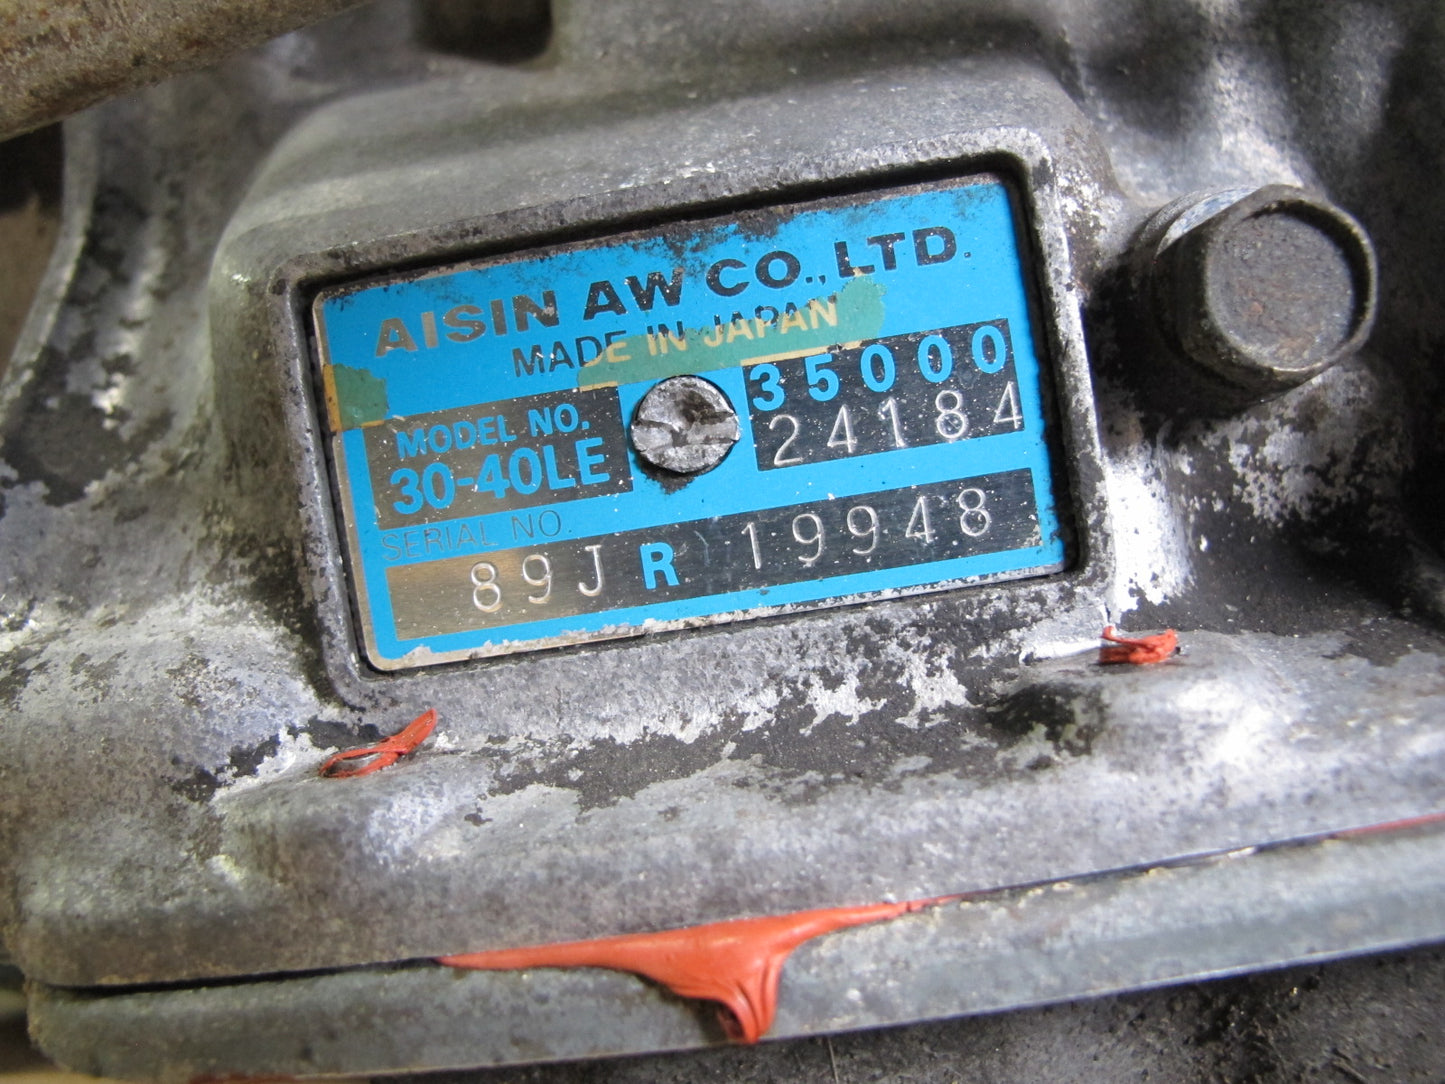 AISIN AW CO., LTD.
MADE IN JAPAN
MODEL NO.
30-40LE
35000
24184
SERIAL NO.
89J R 19948